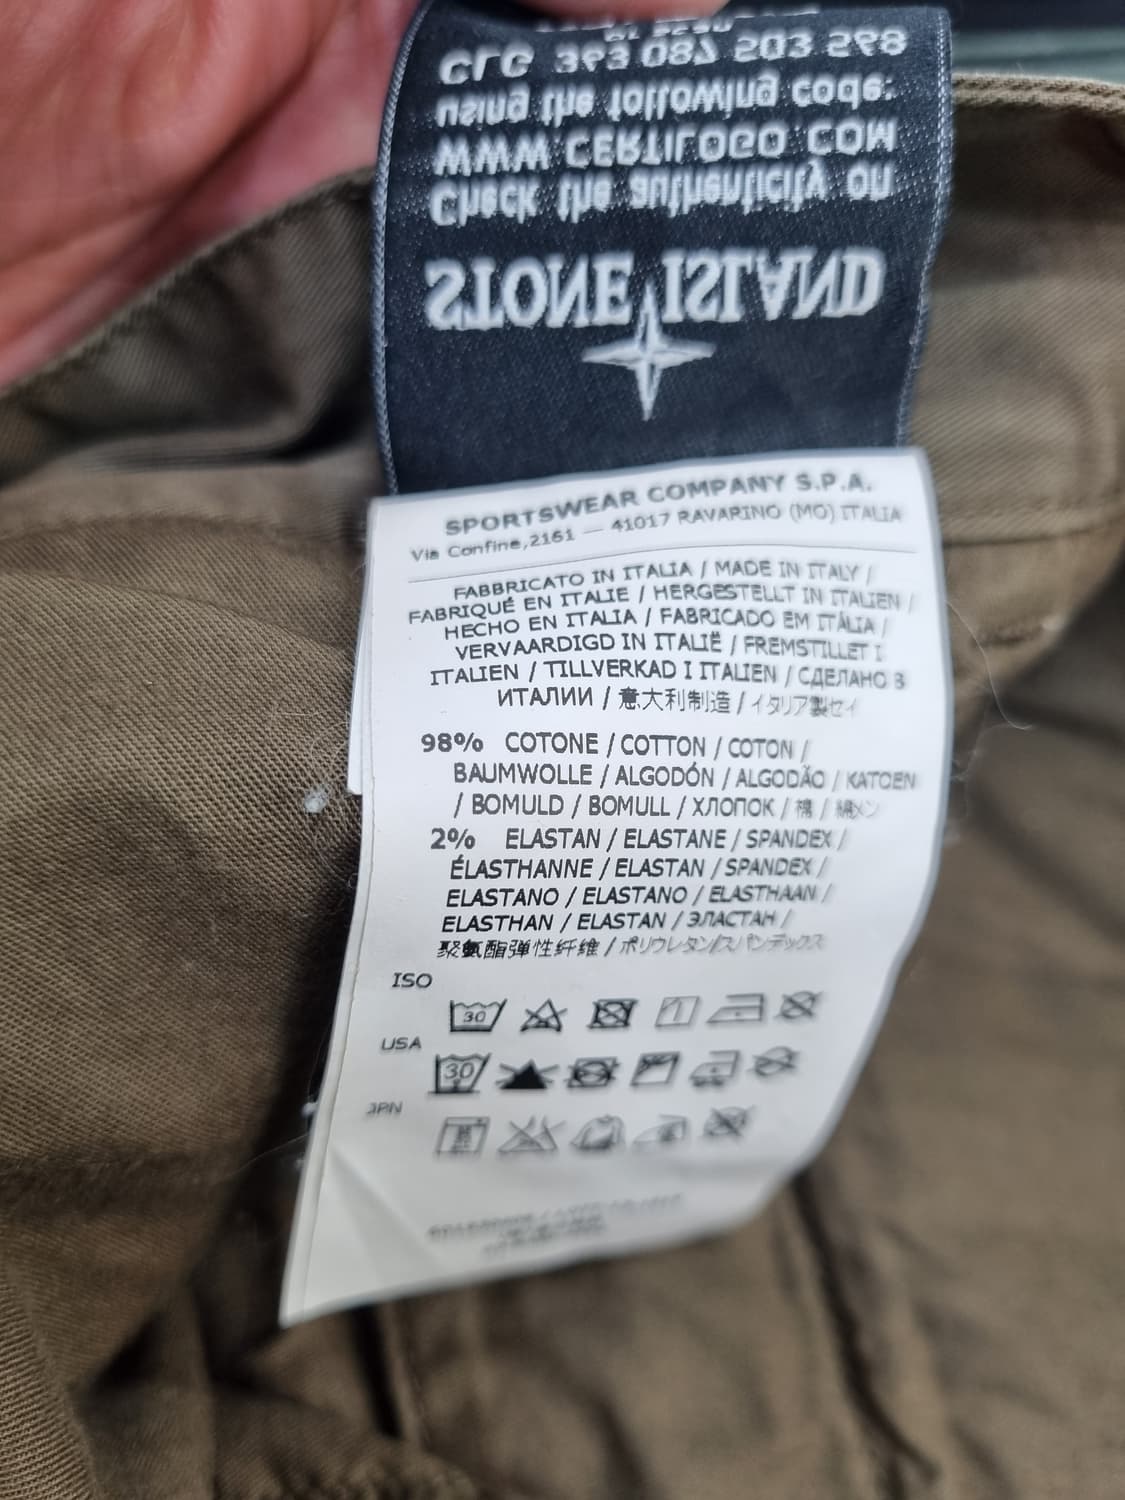 STONE ISLAND
Check the authenticity on
WWW.CERTILOGO.COM
using the following code:
CLG 363 087 503
SPORTSWEAR COMPANY S.P.A.
Via Confine,2161 — 41017 RAVARINO (MO) ITALIA
FABBRICATO IN ITALIA / MADE IN ITALY /
FABRIQUÉ EN ITALIE / HERGESTELLT IN ITALIEN /
HECHO EN ITALIA / FABRICADO EM ITÁLIA /
VERVAARDIGD IN ITALIË / FREMSTILLET I
ITALIEN / TILLVERKAD I ITALIEN / СДЕЛАНО В
ИТАЛИИ / 意大利制造 / イタリア製セイ
98% COTONE / COTTON / COTON /
BAUMWOLLE / ALGODÓN / ALGODÃO / KATOEN
/ BOMULD / BOMULL / ХЛОПОК / 棉 / 綿メン
2% ELASTAN / ELASTANE / SPANDEX /
ÉLASTHANNE / ELASTAN / SPANDEX /
ELASTANO / ELASTANO / ELASTHAAN /
ELASTHAN / ELASTAN / ЭЛАСТАН /
聚氨酯弹性纤维 / ポリウレタン/スパンデックス
ISO
30
USA
30
JPN